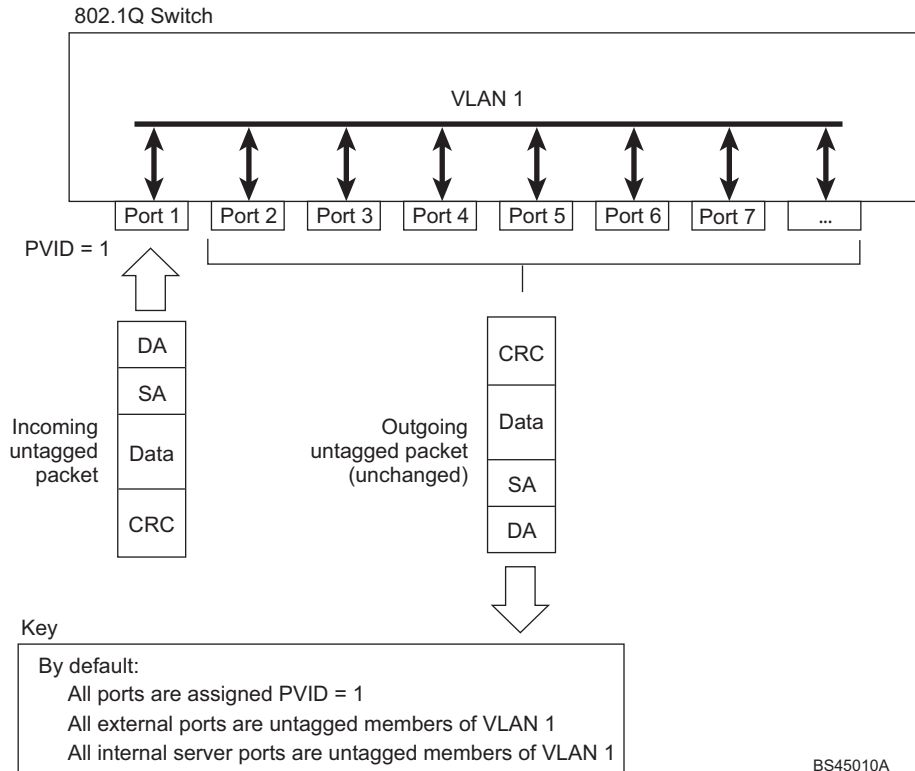 802.1Q Switch
VLAN 1
Port 1
Port 2
Port 3
Port 4
Port 5
Port 6
Port 7
...
PVID = 1
DA
SA
Data
CRC
Incoming
untagged
packet
CRC
Data
SA
DA
Outgoing
untagged packet
(unchanged)
Key
By default:
All ports are assigned PVID = 1
All external ports are untagged members of VLAN 1
All internal server ports are untagged members of VLAN 1
BS45010A